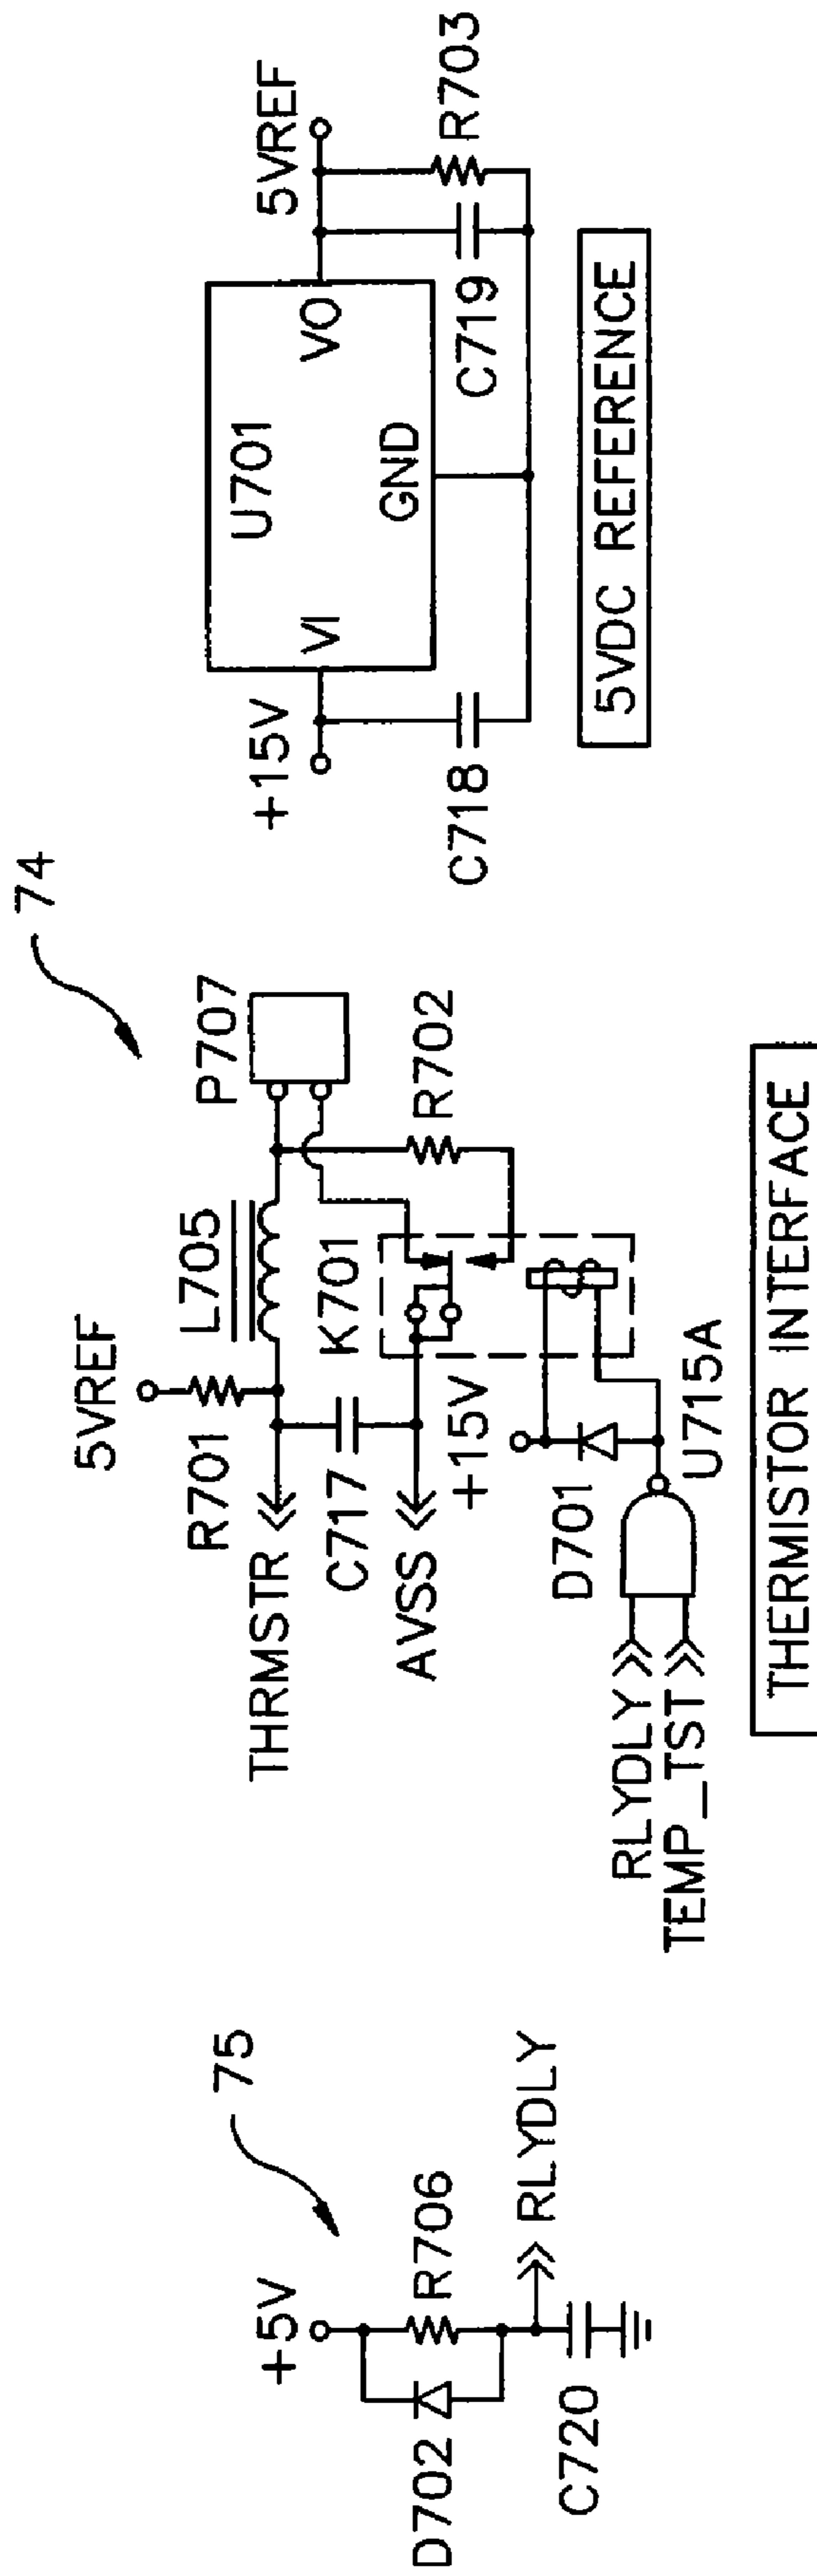 75
+5V
D702
R706
RLYDLY
C720
74
5VREF
R701
L705
P707
THRMSTR
C717
K701
R702
AVSS
+15V
D701
U715A
RLYDLY
TEMP_TST
THERMISTOR INTERFACE
+15V
U701
VI
VO
GND
5VREF
C718
C719
R703
5VDC REFERENCE